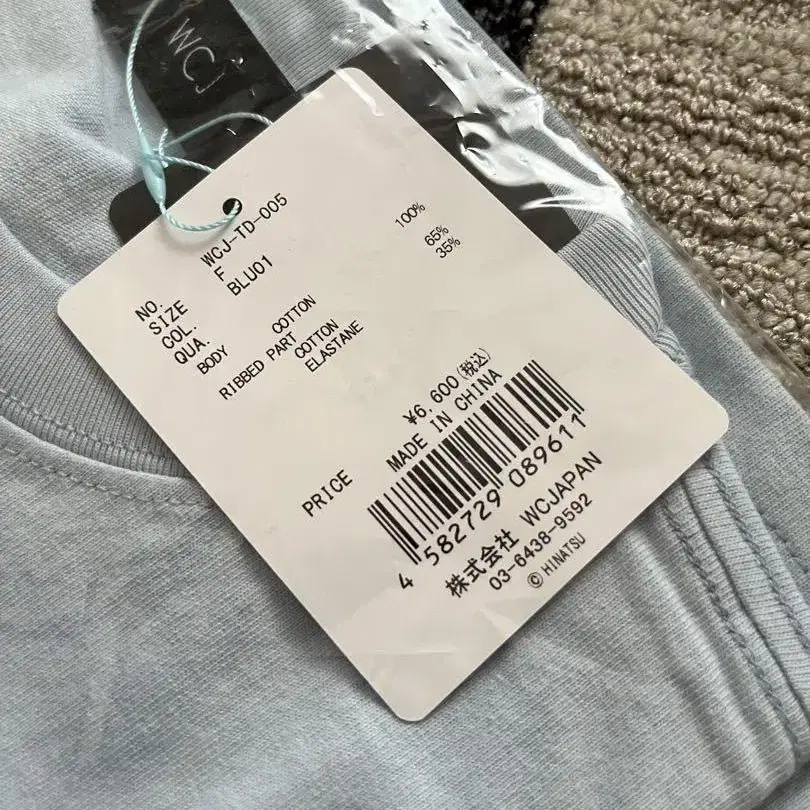 WCJ
NO. WCJ-TD-005
SIZE F
COL. BLU01
QUA.
BODY COTTON 100%
RIBBED PART COTTON 65%
ELASTANE 35%
PRICE ¥6,600(税込)
MADE IN CHINA
4 582729 089611
株式会社 WCJAPAN
03-6438-9592
© HINATSU